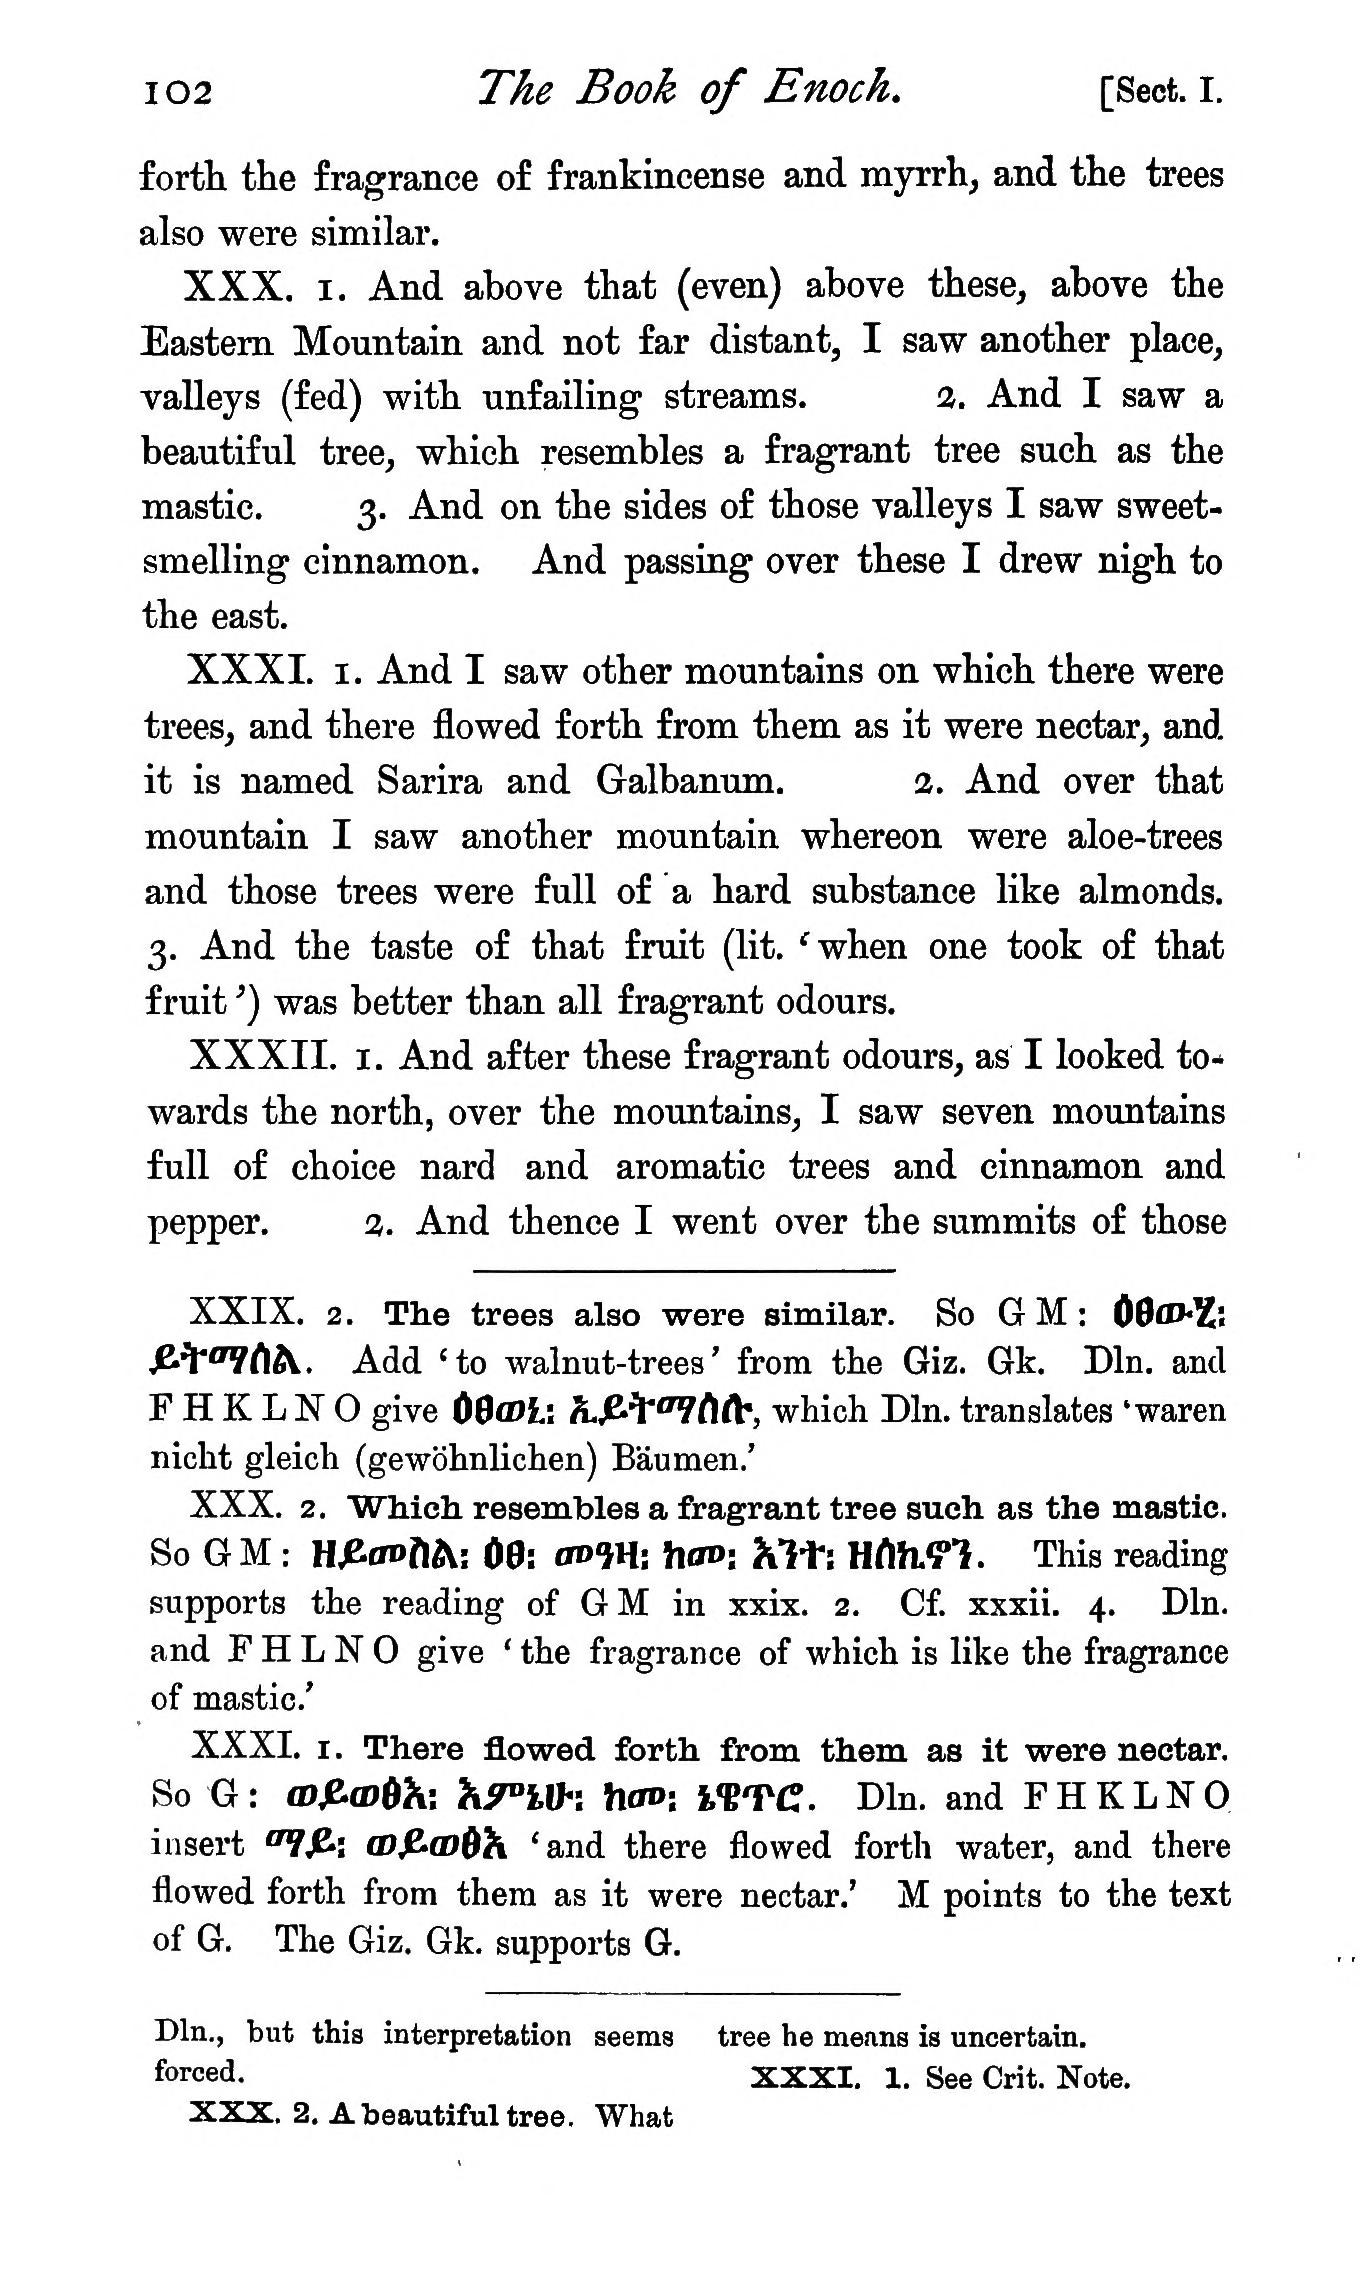 102 The Book of Enoch. [Sect. I.
forth the fragrance of frankincense and myrrh, and the trees
also were similar.
XXX. 1. And above that (even) above these, above the
Eastern Mountain and not far distant, I saw another place,
valleys (fed) with unfailing streams. 2. And I saw a
beautiful tree, which resembles a fragrant tree such as the
mastic. 3. And on the sides of those valleys I saw sweet-
smelling cinnamon. And passing over these I drew nigh to
the east.
XXXI. 1. And I saw other mountains on which there were
trees, and there flowed forth from them as it were nectar, and
it is named Sarira and Galbanum. 2. And over that
mountain I saw another mountain whereon were aloe-trees
and those trees were full of a hard substance like almonds.
3. And the taste of that fruit (lit. ‘when one took of that
fruit’) was better than all fragrant odours.
XXXII. 1. And after these fragrant odours, as I looked to-
wards the north, over the mountains, I saw seven mountains
full of choice nard and aromatic trees and cinnamon and
pepper. 2. And thence I went over the summits of those
XXIX. 2. The trees also were similar. So G M: ዕፀውሂ፡
ይትማሰል. Add ‘to walnut-trees’ from the Giz. Gk. Dln. and
F H K L N O give ዕፀወኒ፡ ኢይትማሰሉ, which Dln. translates ‘waren
nicht gleich (gewöhnlichen) Bäumen.’
XXX. 2. Which resembles a fragrant tree such as the mastic.
So G M: ዘይመስል፡ ዕፀ፡ መዓዛ፡ ከመ፡ እንተ፡ ዘሰኪኖን. This reading
supports the reading of G M in xxix. 2. Cf. xxxii. 4. Dln.
and F H L N O give ‘the fragrance of which is like the fragrance
of mastic.’
XXXI. 1. There flowed forth from them as it were nectar.
So G: ወይወፅእ፡ እምኔሁ፡ ከመ፡ ኔቄጥሮ. Dln. and F H K L N O
insert ማይ፡ ወይወፅእ ‘and there flowed forth water, and there
flowed forth from them as it were nectar.’ M points to the text
of G. The Giz. Gk. supports G.
Dln., but this interpretation seems
forced.
XXX. 2. A beautiful tree. What
tree he means is uncertain.
XXXI. 1. See Crit. Note.